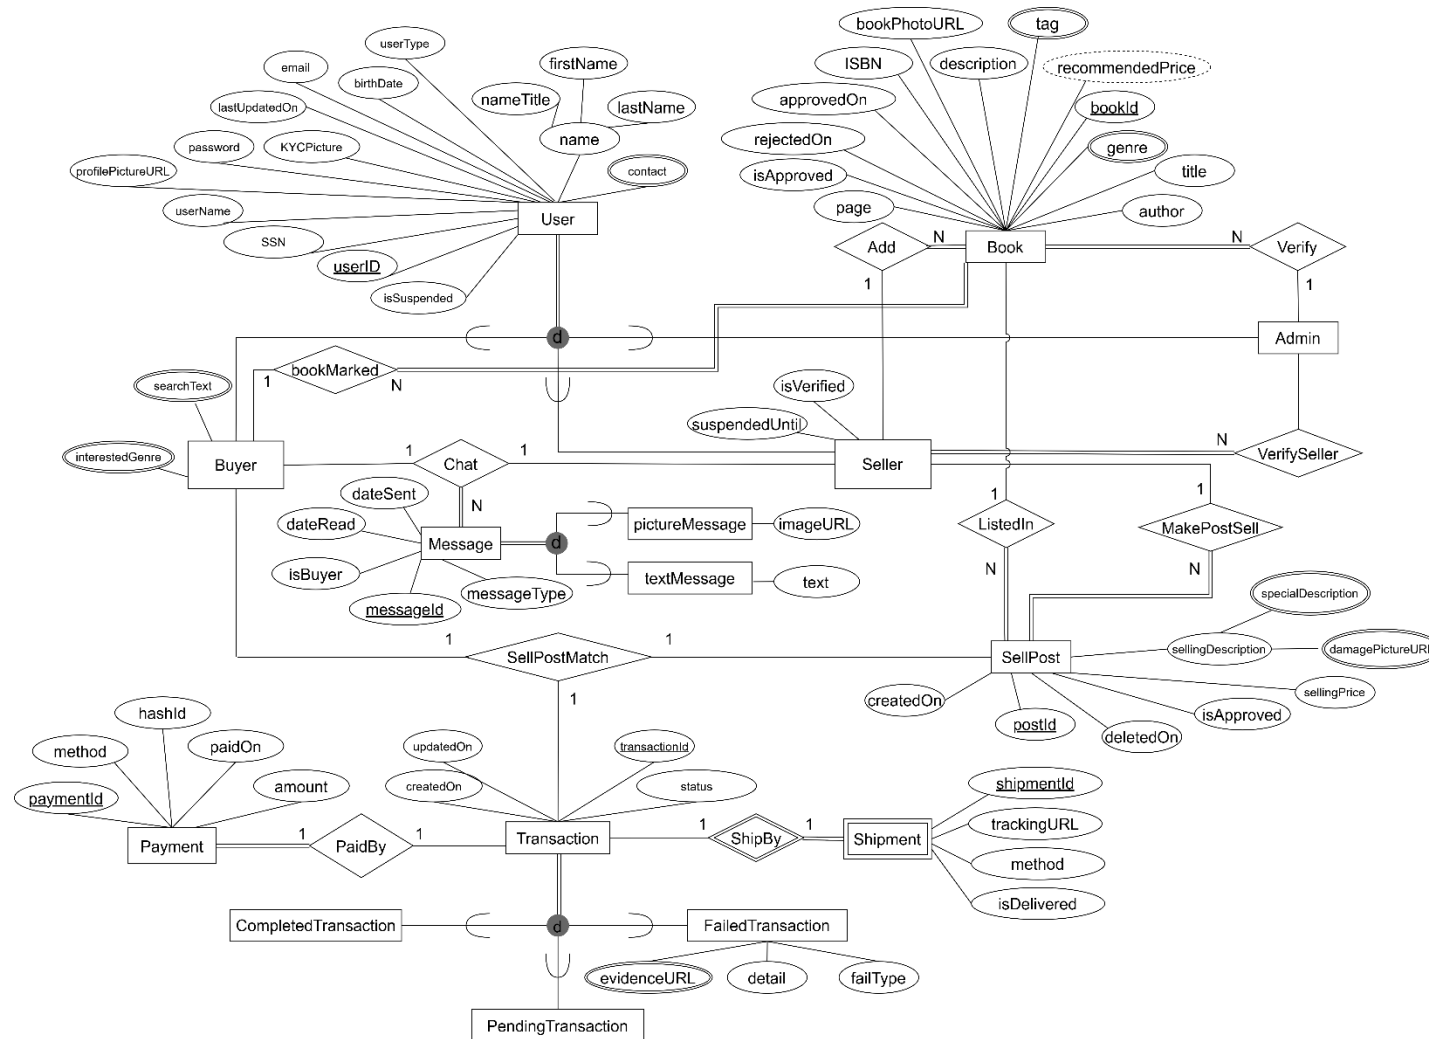 bookPhotoURL
tag
userType
firstName
ISBN
description
recommendedPrice
email
birthDate
nameTitle
lastName
approvedOn
bookId
lastUpdatedOn
name
rejectedOn
genre
password
KYCPicture
contact
isApproved
title
profilePictureURL
page
author
userName
User
Add
N
Book
N
Verify
SSN
userID
1
1
isSuspended
d
Admin
1
bookMarked
N
searchText
isVerified
suspendedUntil
interestedGenre
Buyer
1
Chat
1
Seller
N
VerifySeller
dateSent
N
1
1
dateRead
pictureMessage
imageURL
ListedIn
MakePostSell
Message
d
isBuyer
textMessage
text
N
N
messageType
messageId
specialDescription
1
SellPostMatch
1
SellPost
sellingDescription
damagePictureURL
1
createdOn
sellingPrice
hashId
postId
isApproved
deletedOn
method
paidOn
updatedOn
transactionId
paymentId
amount
createdOn
status
shipmentId
trackingURL
Payment
1
PaidBy
1
Transaction
1
ShipBy
1
Shipment
method
isDelivered
CompletedTransaction
d
FailedTransaction
evidenceURL
detail
failType
PendingTransaction